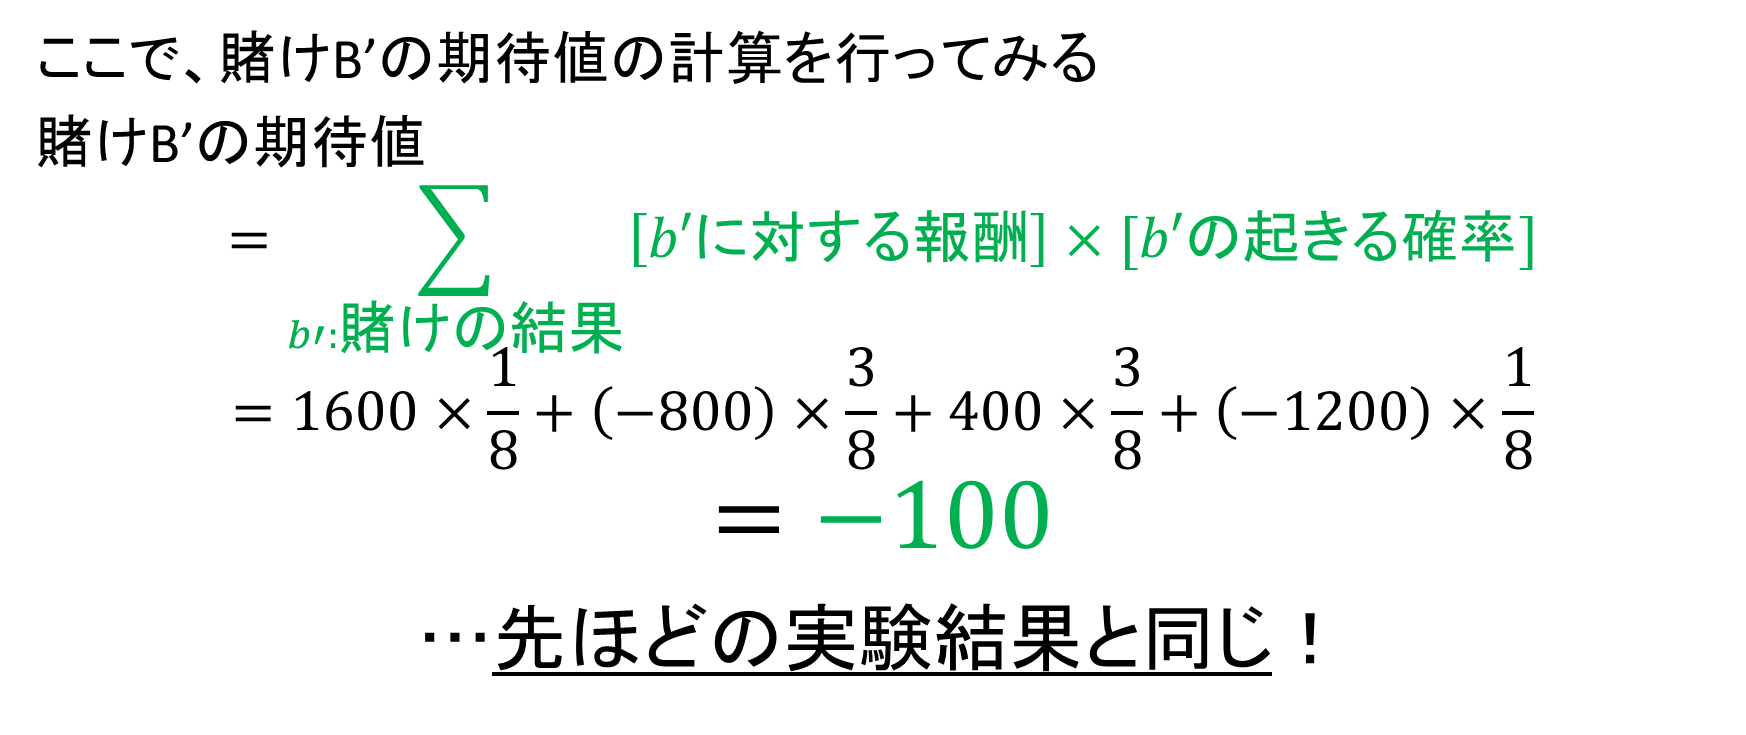 ここで、賭けB’の期待値の計算を行ってみる
賭けB’の期待値
= ∑ [b′に対する報酬] × [b′の起きる確率]
b′:賭けの結果
= 1600 × 1/8 + (−800) × 3/8 + 400 × 3/8 + (−1200) × 1/8
= −100
…先ほどの実験結果と同じ！